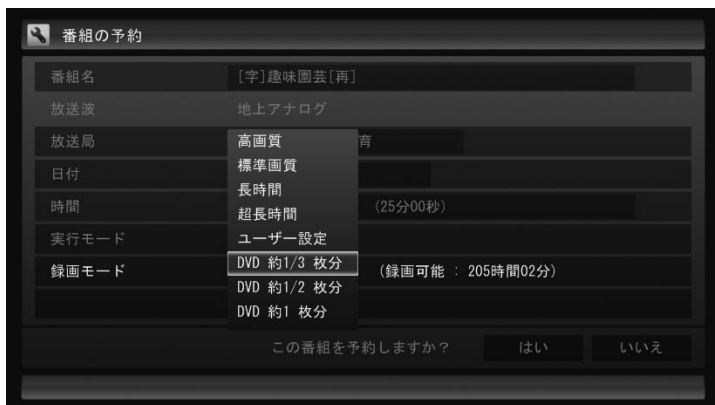 番組の予約
番組名 [字]趣味園芸[再]
放送波 地上アナログ
放送局 育
日付
時間 (25分00秒)
実行モード
録画モード (録画可能 : 205時間02分)
高画質
標準画質
長時間
超長時間
ユーザー設定
DVD 約1/3 枚分
DVD 約1/2 枚分
DVD 約1 枚分
この番組を予約しますか? はい いいえ